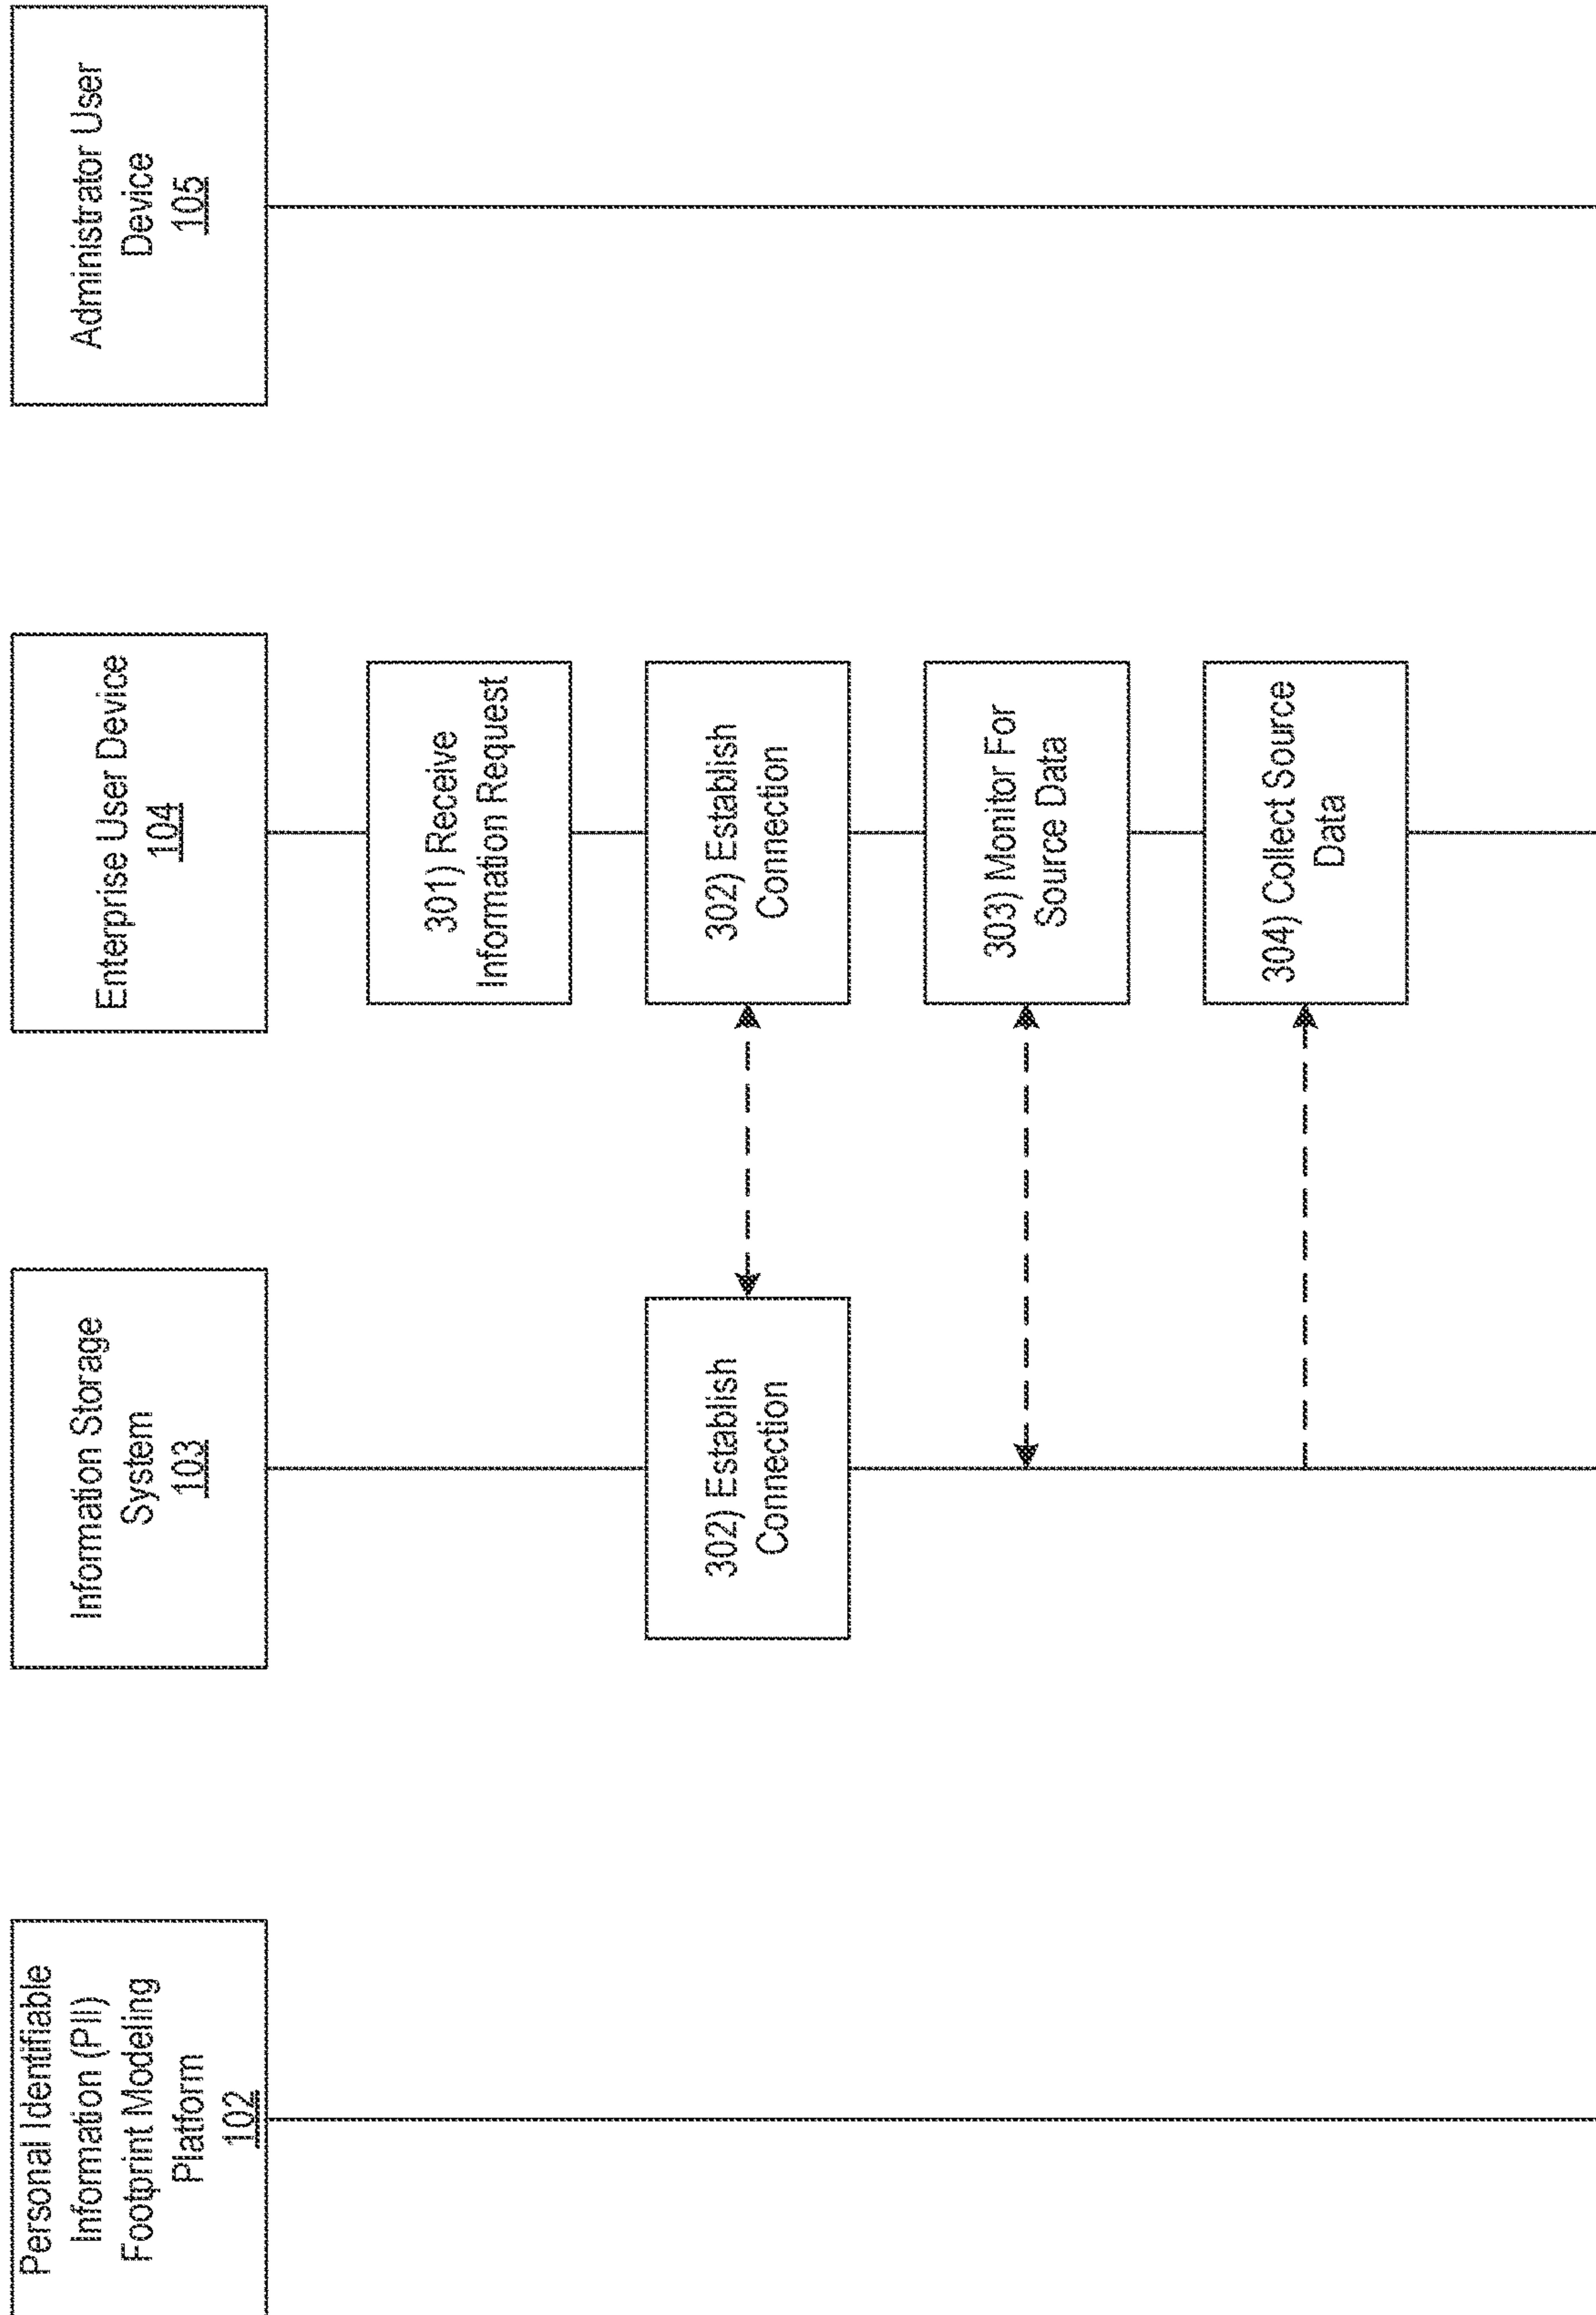 Personal Identifiable
Information (PII)
Footprint Modeling
Platform
102
Information Storage
System
103
Enterprise User Device
104
Administrator User
Device
105
301) Receive
Information Request
302) Establish
Connection
302) Establish
Connection
303) Monitor For
Source Data
304) Collect Source
Data